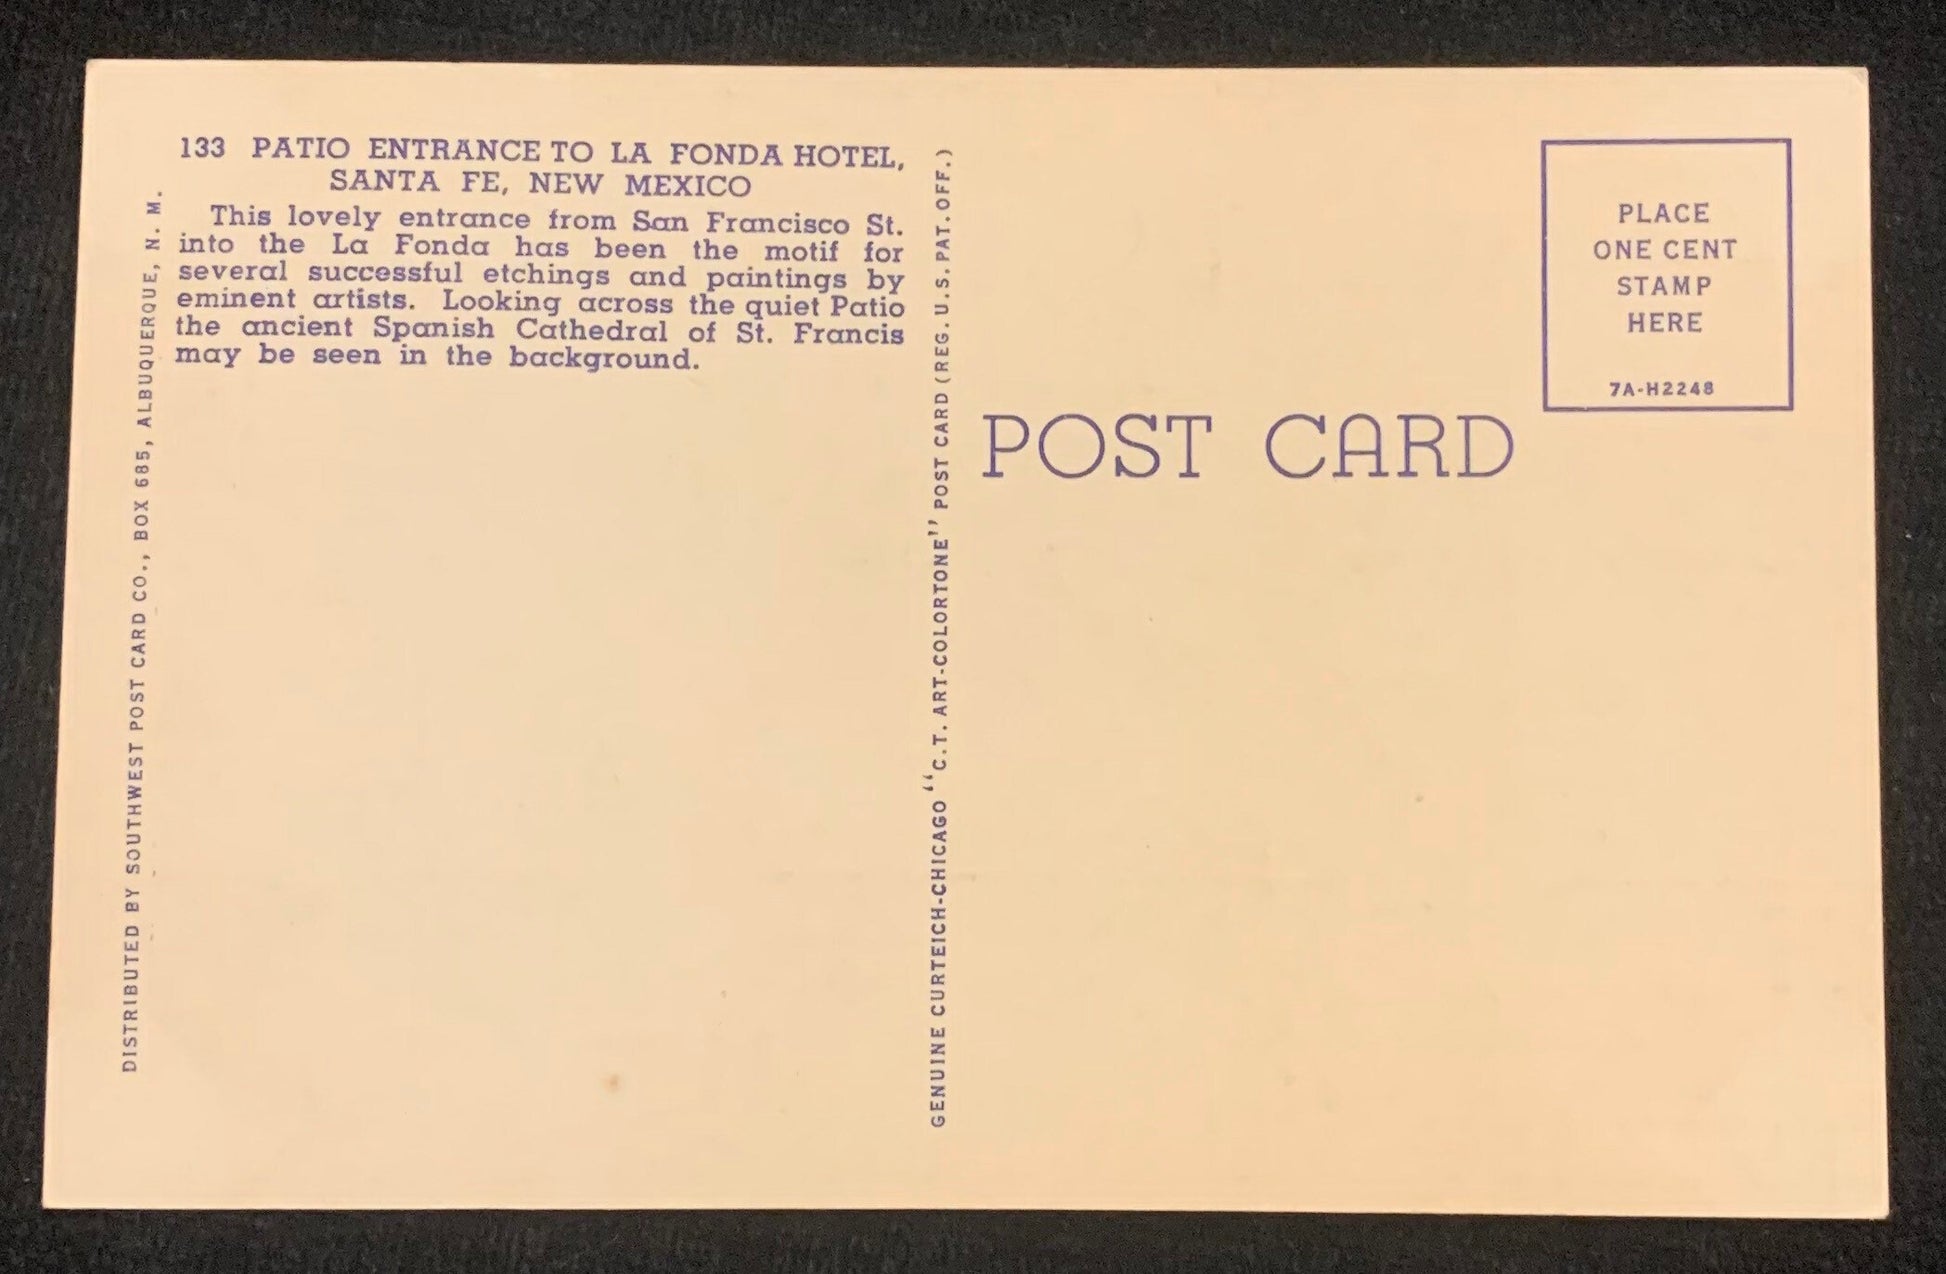 133 PATIO ENTRANCE TO LA FONDA HOTEL,
SANTA FE, NEW MEXICO
This lovely entrance from San Francisco St.
into the La Fonda has been the motif for
several successful etchings and paintings by
eminent artists. Looking across the quiet Patio
the ancient Spanish Cathedral of St. Francis
may be seen in the background.
DISTRIBUTED BY SOUTHWEST POST CARD CO., BOX 685, ALBUQUERQUE, N. M.
GENUINE CURTEICH-CHICAGO "C.T. ART-COLORTONE" POST CARD (REG. U.S. PAT. OFF.)
POST CARD
PLACE
ONE CENT
STAMP
HERE
7A-H2248